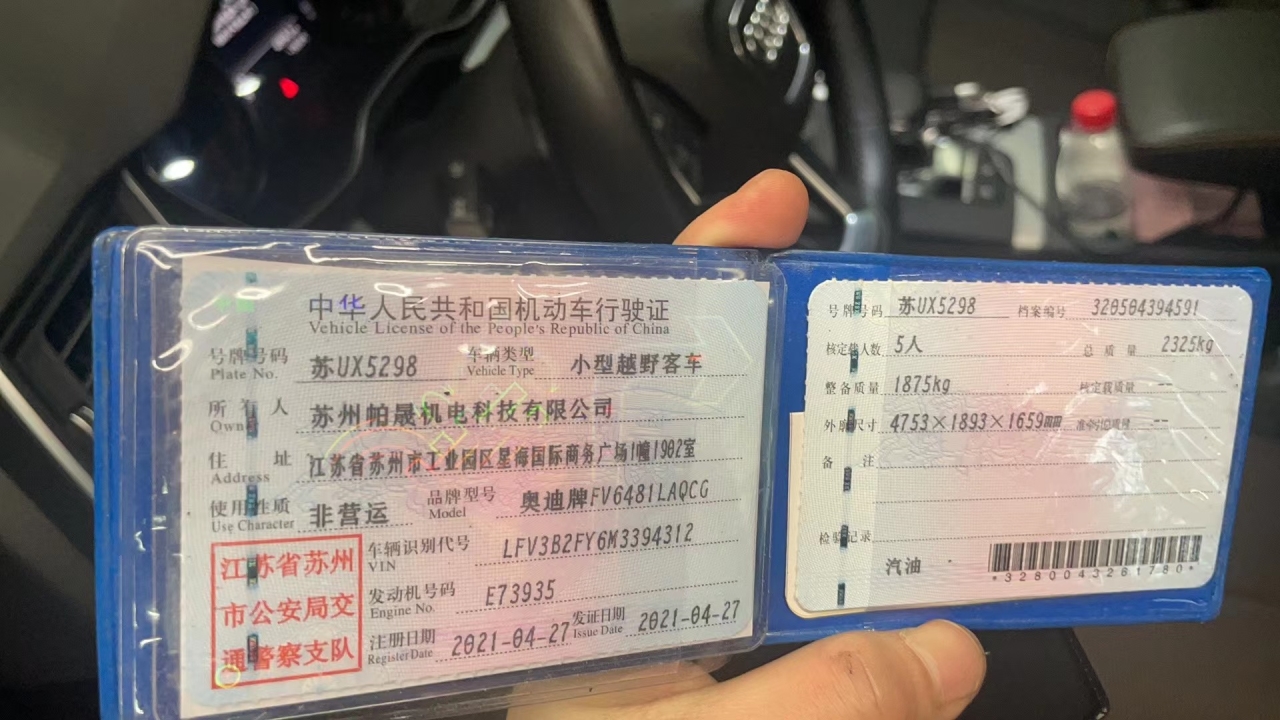 中华人民共和国机动车行驶证
Vehicle License of the People's Republic of China
号牌号码 苏UX5298 车辆类型 小型越野客车
Plate No. Vehicle Type
所有人 苏州帕晟机电科技有限公司
Owner
住址 江苏省苏州市工业园区星海国际商务广场1幢1902室
Address
使用性质 非营运 品牌型号 奥迪牌FV6481LAQCG
Use Character Model
江苏省苏州
市公安局交
通警察支队
车辆识别代号 LFV3B2FY6M3394312
VIN
发动机号码 E73935
Engine No.
注册日期 2021-04-27 发证日期 2021-04-27
Register Date Issue Date
号牌号码 苏UX5298 档案编号 320504394591
核定载人数 5人 总质量 2325kg
整备质量 1875kg 核定载质量 --
外廓尺寸 4753×1893×1659mm 准牵引总质量 --
备注
检验记录
汽油
*3280043261780*